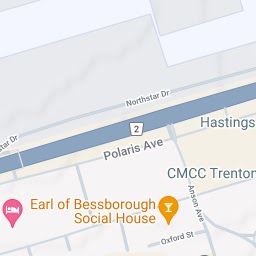 Northstar Dr
star Dr
2
Hastings
Polaris Ave
CMCC Trenton
Earl of Bessborough
Social House
Anson Ave
Oxford St